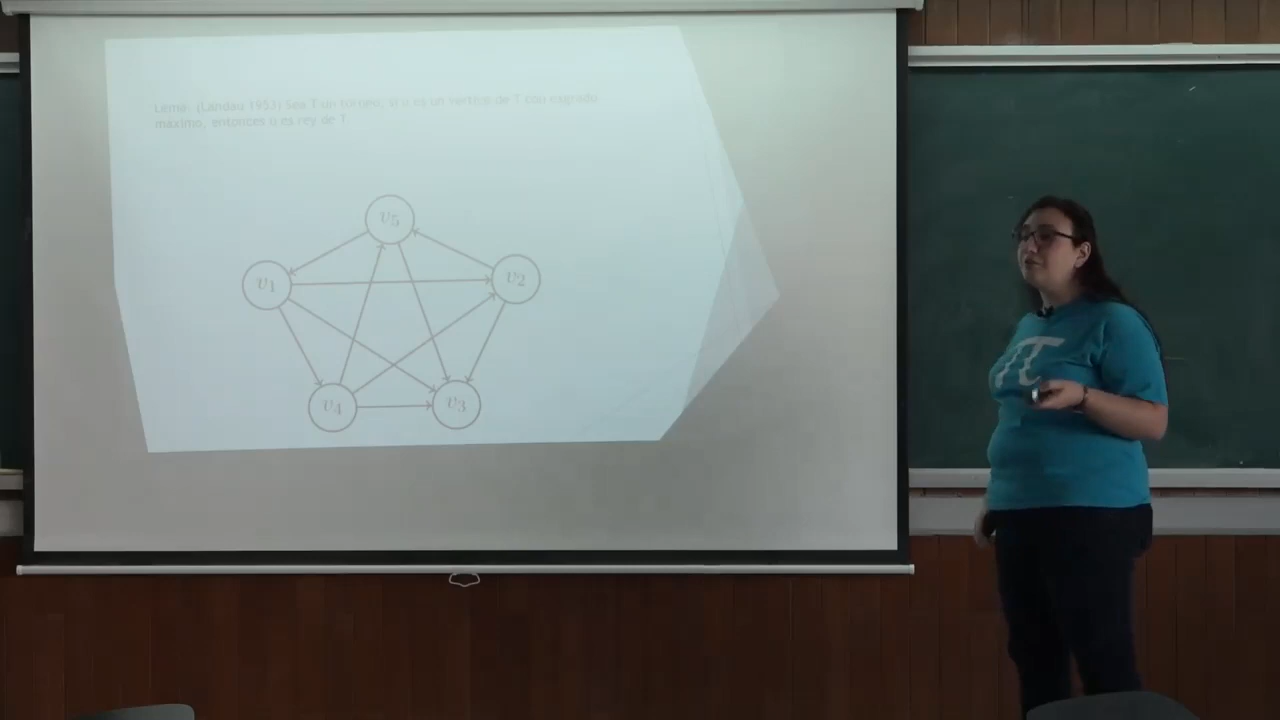 Lema: (Landau 1953) Sea T un torneo, si u es un vértice de T con exgrado
máximo, entonces u es rey de T
v5
v1
v2
v4
v3
π